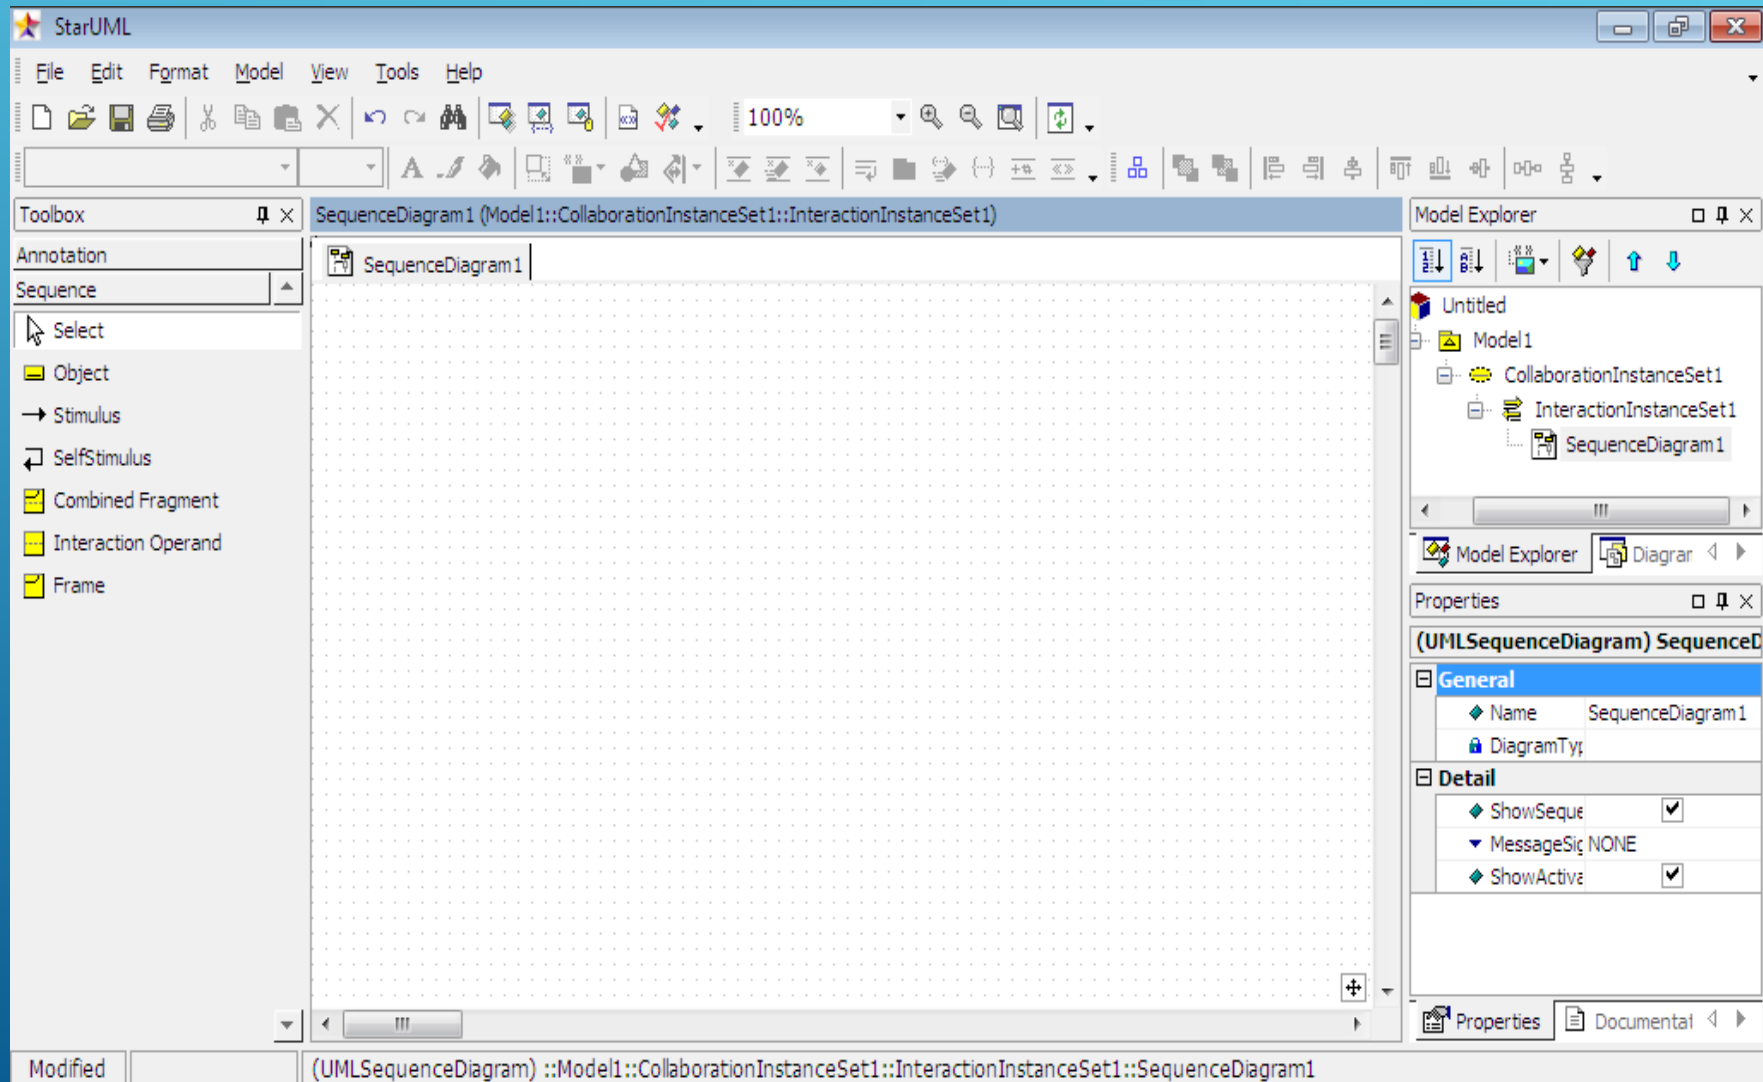 StarUML
File Edit Format Model View Tools Help
100%
Toolbox
Annotation
Sequence
Select
Object
Stimulus
SelfStimulus
Combined Fragment
Interaction Operand
Frame
SequenceDiagram1 (Model1::CollaborationInstanceSet1::InteractionInstanceSet1)
SequenceDiagram1
Model Explorer
Untitled
Model1
CollaborationInstanceSet1
InteractionInstanceSet1
SequenceDiagram1
Model Explorer Diagrar
Properties
(UMLSequenceDiagram) SequenceD
General
Name SequenceDiagram1
DiagramTyp
Detail
ShowSeque
MessageSig NONE
ShowActiva
Properties Documentat
Modified (UMLSequenceDiagram) ::Model1::CollaborationInstanceSet1::InteractionInstanceSet1::SequenceDiagram1